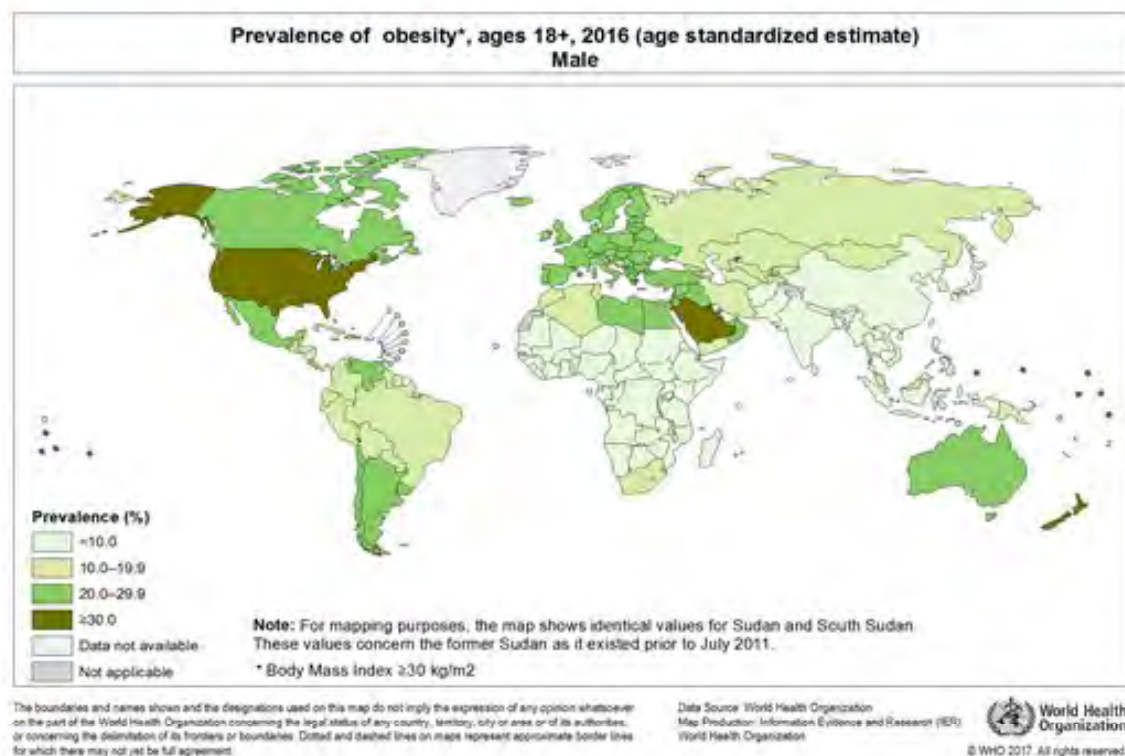 Prevalence of obesity*, ages 18+, 2016 (age standardized estimate)
Male
Prevalence (%)
<10.0
10.0–19.9
20.0–29.9
≥30.0
Data not available
Not applicable
Note: For mapping purposes, the map shows identical values for Sudan and South Sudan
These values concern the former Sudan as it existed prior to July 2011.
* Body Mass Index ≥30 kg/m2
The boundaries and names shown and the designations used on this map do not imply the expression of any opinion whatsoever
on the part of the World Health Organization concerning the legal status of any country, territory, city or area or of its authorities,
or concerning the delimitation of its frontiers or boundaries. Dotted and dashed lines on maps represent approximate border lines
for which there may not yet be full agreement.
Data Source: World Health Organization
Map Production: Information Evidence and Research (IER)
World Health Organization
World Health
Organization
© WHO 2017. All rights reserved.